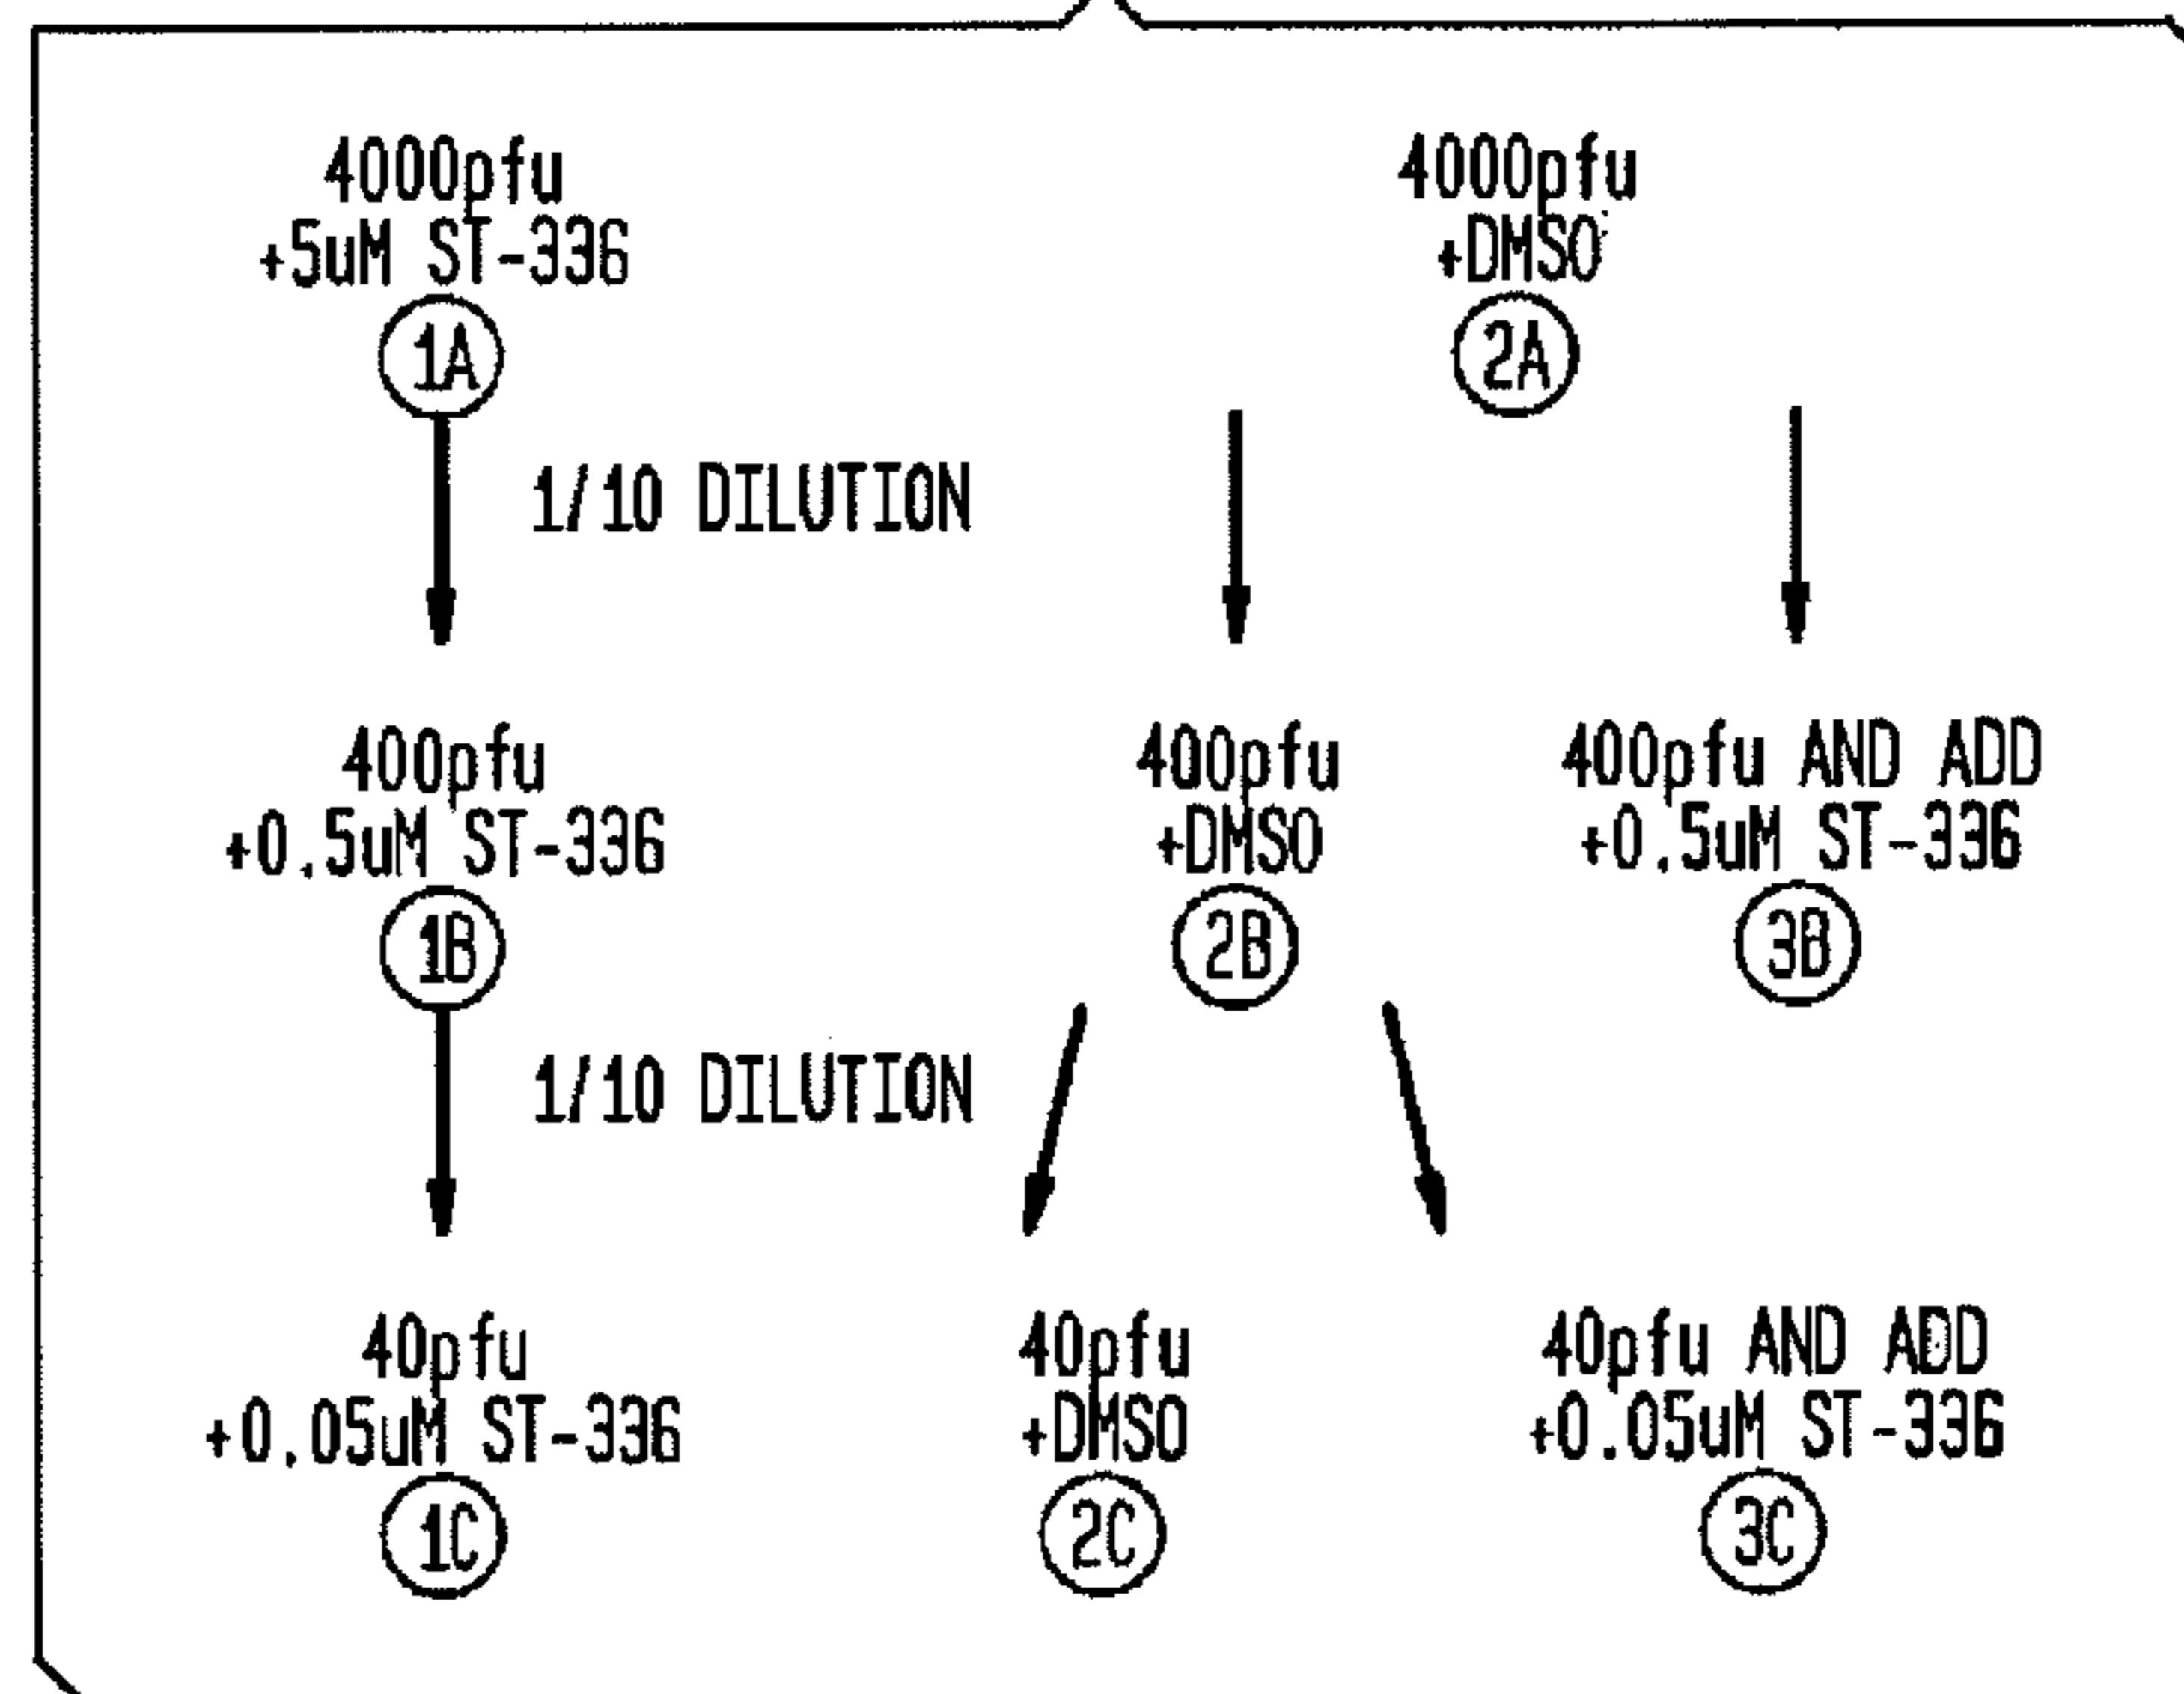 4000pfu
+5uM ST-336
1A
4000pfu
+DMSO
2A
1/10 DILUTION
400pfu
+0.5uM ST-336
1B
400pfu
+DMSO
2B
400pfu AND ADD
+0.5uM ST-336
3B
1/10 DILUTION
40pfu
+0.05uM ST-336
1C
40pfu
+DMSO
2C
40pfu AND ADD
+0.05uM ST-336
3C